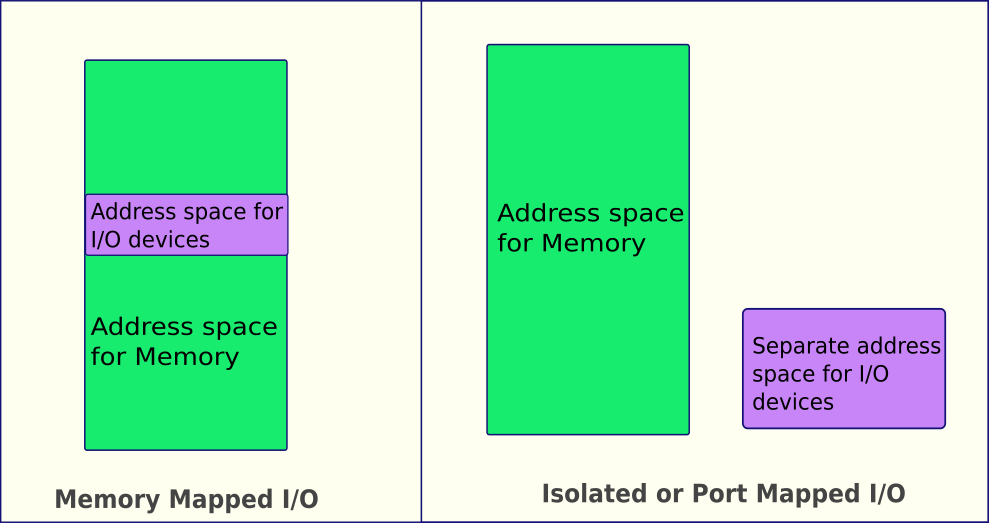 Address space for
I/O devices
Address space
for Memory
Memory Mapped I/O
Address space
for Memory
Separate address
space for I/O
devices
Isolated or Port Mapped I/O